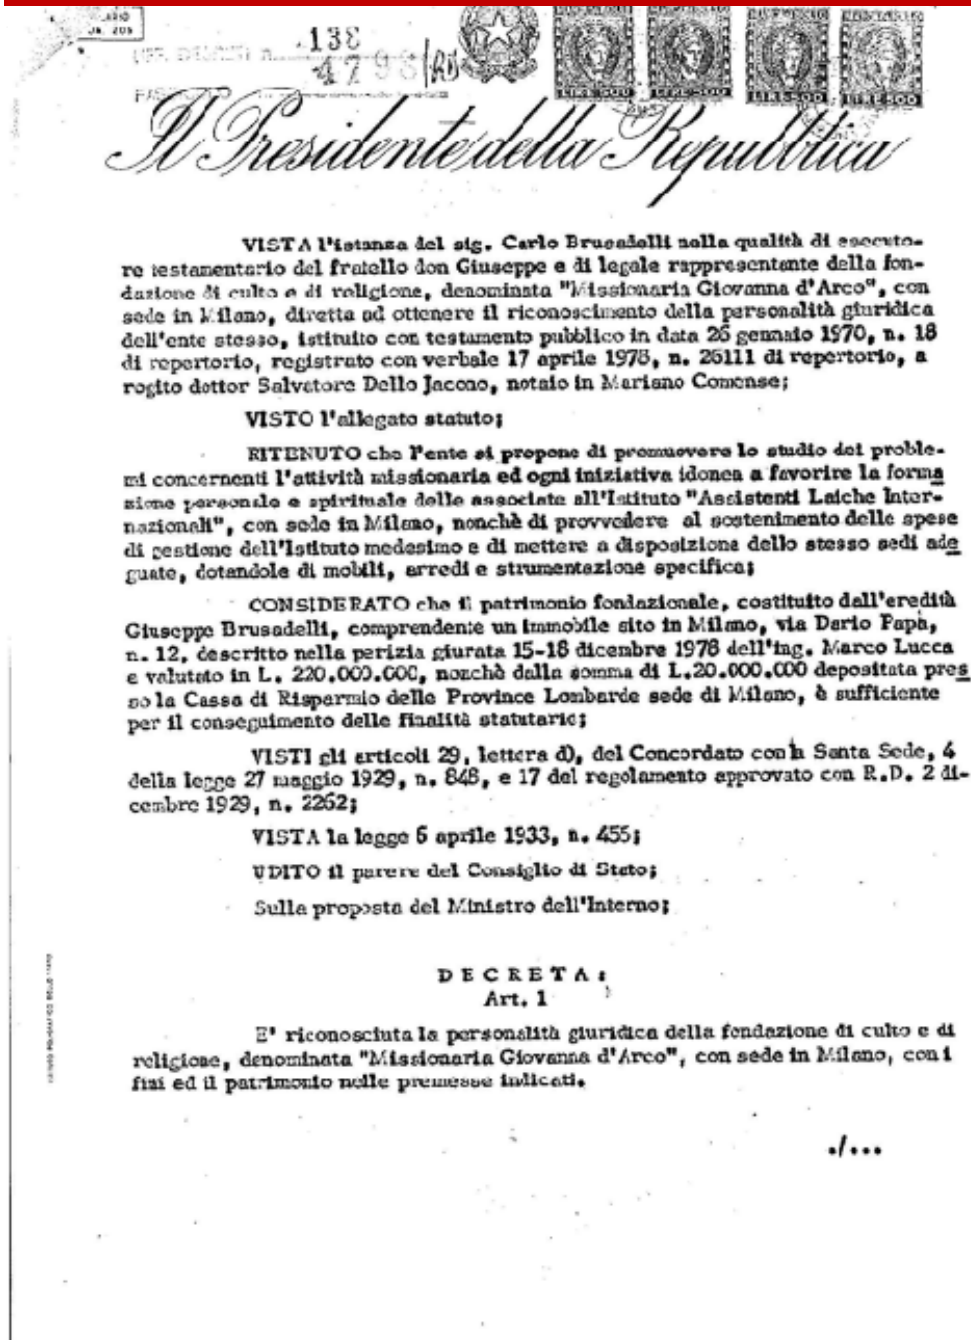 138
4798/RD
LIRE 500 LIRE 500 LIRE 500 LIRE 500
Il Presidente della Repubblica
VISTA l'istanza del sig. Carlo Brusadelli nella qualità di esecuto-
re testamentario del fratello don Giuseppe e di legale rappresentante della fon-
dazione di culto e di religione, denominata "Missionaria Giovanna d'Arco", con
sede in Milano, diretta ad ottenere il riconoscimento della personalità giuridica
dell'ente stesso, istituito con testamento pubblico in data 26 gennaio 1970, n. 18
di repertorio, registrato con verbale 17 aprile 1978, n. 26111 di repertorio, a
rogito dottor Salvatore Dello Jacono, notaio in Mariano Comense;
VISTO l'allegato statuto;
RITENUTO che l'ente si propone di promuovere lo studio dei proble-
mi concernenti l'attività missionaria ed ogni iniziativa idonea a favorire la forma
zione personale e spirituale delle associate all'Istituto "Assistenti Laiche Inter-
nazionali", con sede in Milano, nonchè di provvedere al sostenimento delle spese
di gestione dell'Istituto medesimo e di mettere a disposizione dello stesso sedi ade
guate, dotandole di mobili, arredi e strumentazione specifica;
CONSIDERATO che il patrimonio fondazionale, costituito dall'eredità
Giuseppe Brusadelli, comprendente un immobile sito in Milano, via Dario Papa,
n. 12, descritto nella perizia giurata 15-18 dicembre 1978 dell'ing. Marco Lucca
e valutato in L. 220.000.000, nonchè dalla somma di L.20.000.000 depositata pres
so la Cassa di Risparmio delle Province Lombarde sede di Milano, è sufficiente
per il conseguimento delle finalità statutarie;
VISTI gli articoli 29, lettera d), del Concordato con la Santa Sede, 4
della legge 27 maggio 1929, n. 848, e 17 del regolamento approvato con R.D. 2 di-
cembre 1929, n. 2262;
VISTA la legge 6 aprile 1933, n. 455;
UDITO il parere del Consiglio di Stato;
Sulla proposta del Ministro dell'Interno;
DECRETA:
Art. 1
E' riconosciuta la personalità giuridica della fondazione di culto e di
religione, denominata "Missionaria Giovanna d'Arco", con sede in Milano, con i
fini ed il patrimonio nelle premesse indicati.
./...